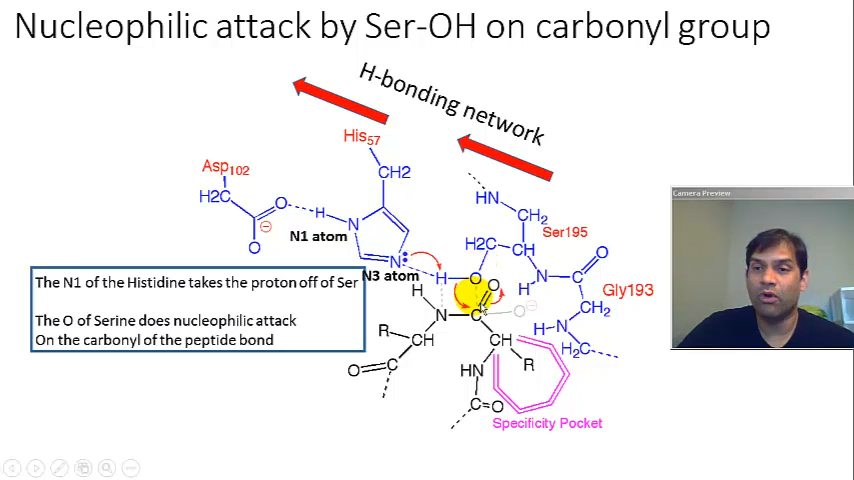 Nucleophilic attack by Ser-OH on carbonyl group
H-bonding network
His57
Asp102
CH2
H2C
O
H
N
N1 atom
O
⊖
N
N3 atom
HN
CH2
Ser195
H2C
CH
H
O
N
H
O
Gly193
CH2
H-N
H2C
Camera Preview
The N1 of the Histidine takes the proton off of Ser
The O of Serine does nucleophilic attack
On the carbonyl of the peptide bond
H
N
C
O
O⊖
R
CH
O
C
CH
R
HN
C=O
Specificity Pocket